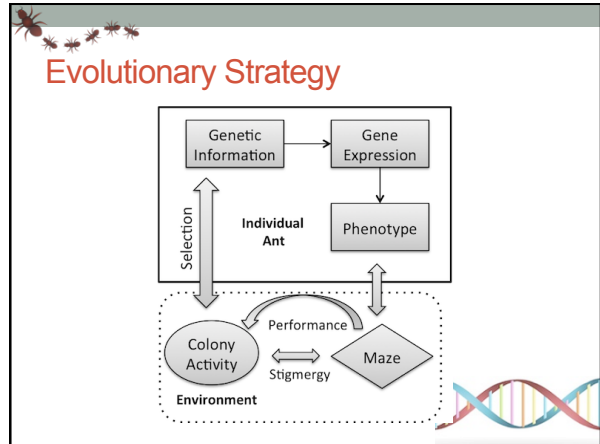 Evolutionary Strategy
Genetic
Information
Gene
Expression
Selection
Individual
Ant
Phenotype
Performance
Colony
Activity
Maze
Stigmergy
Environment